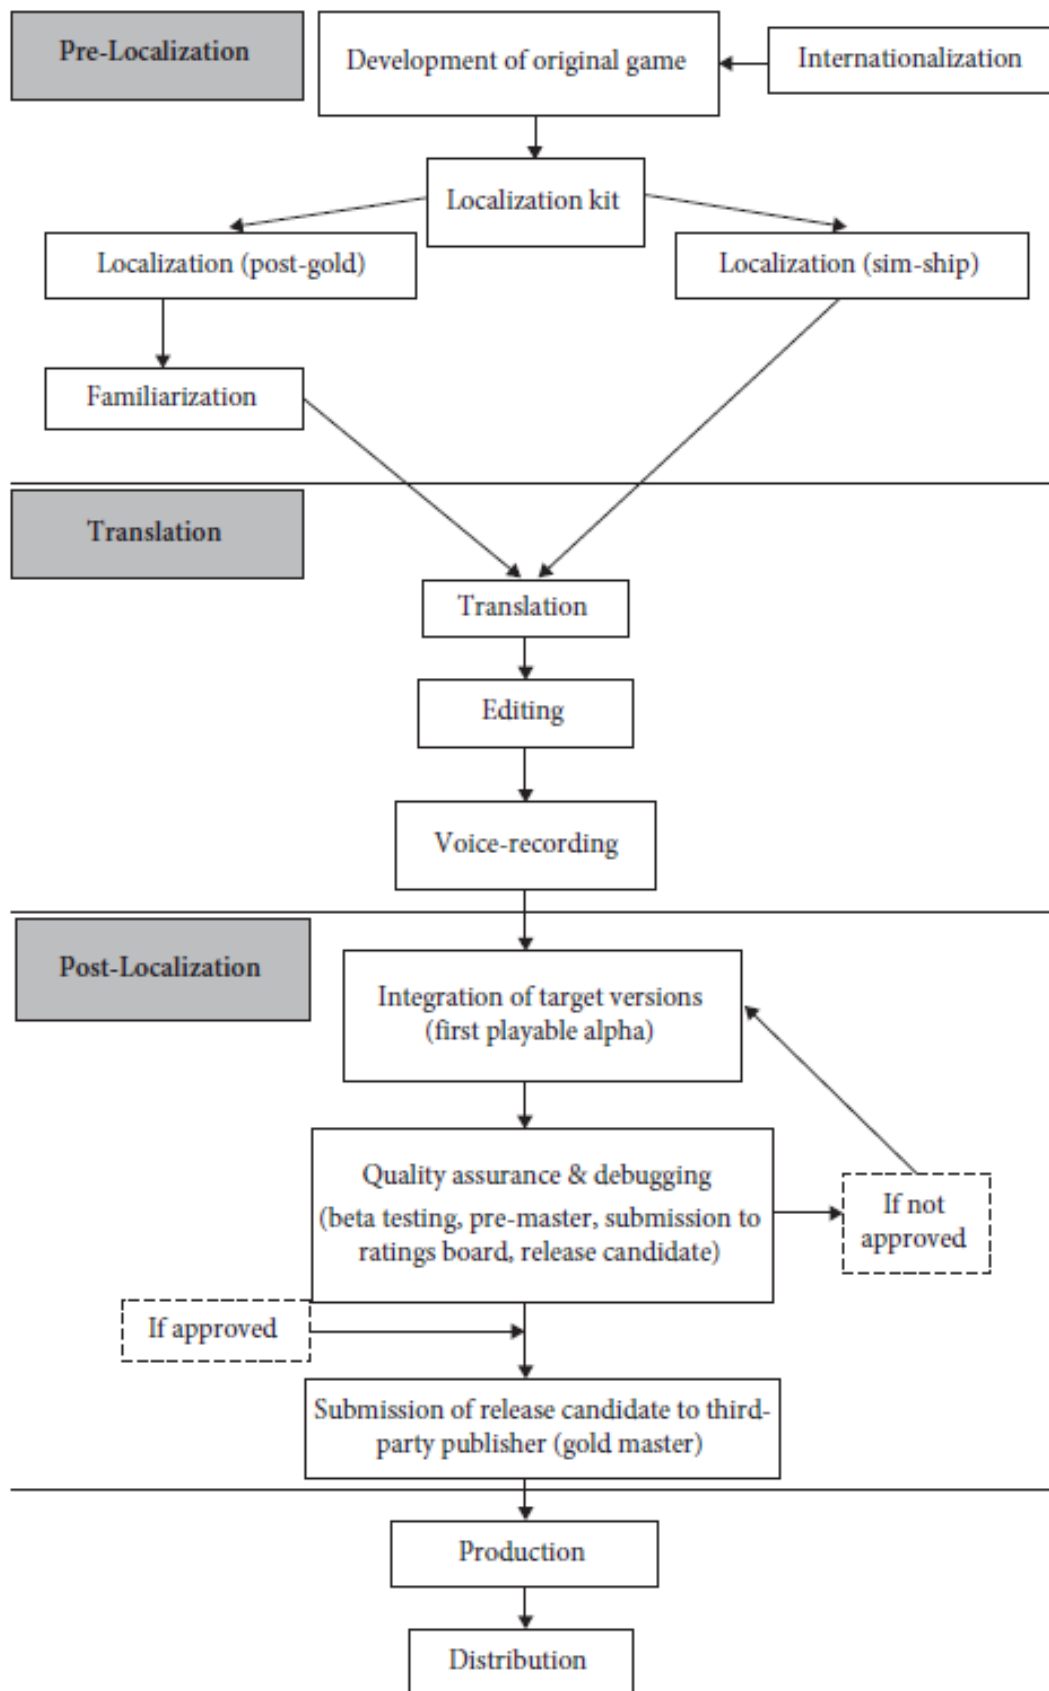 Pre-Localization
Development of original game
Internationalization
Localization kit
Localization (post-gold)
Localization (sim-ship)
Familiarization
Translation
Translation
Editing
Voice-recording
Post-Localization
Integration of target versions
(first playable alpha)
Quality assurance & debugging
(beta testing, pre-master, submission to
ratings board, release candidate)
If not
approved
If approved
Submission of release candidate to third-
party publisher (gold master)
Production
Distribution